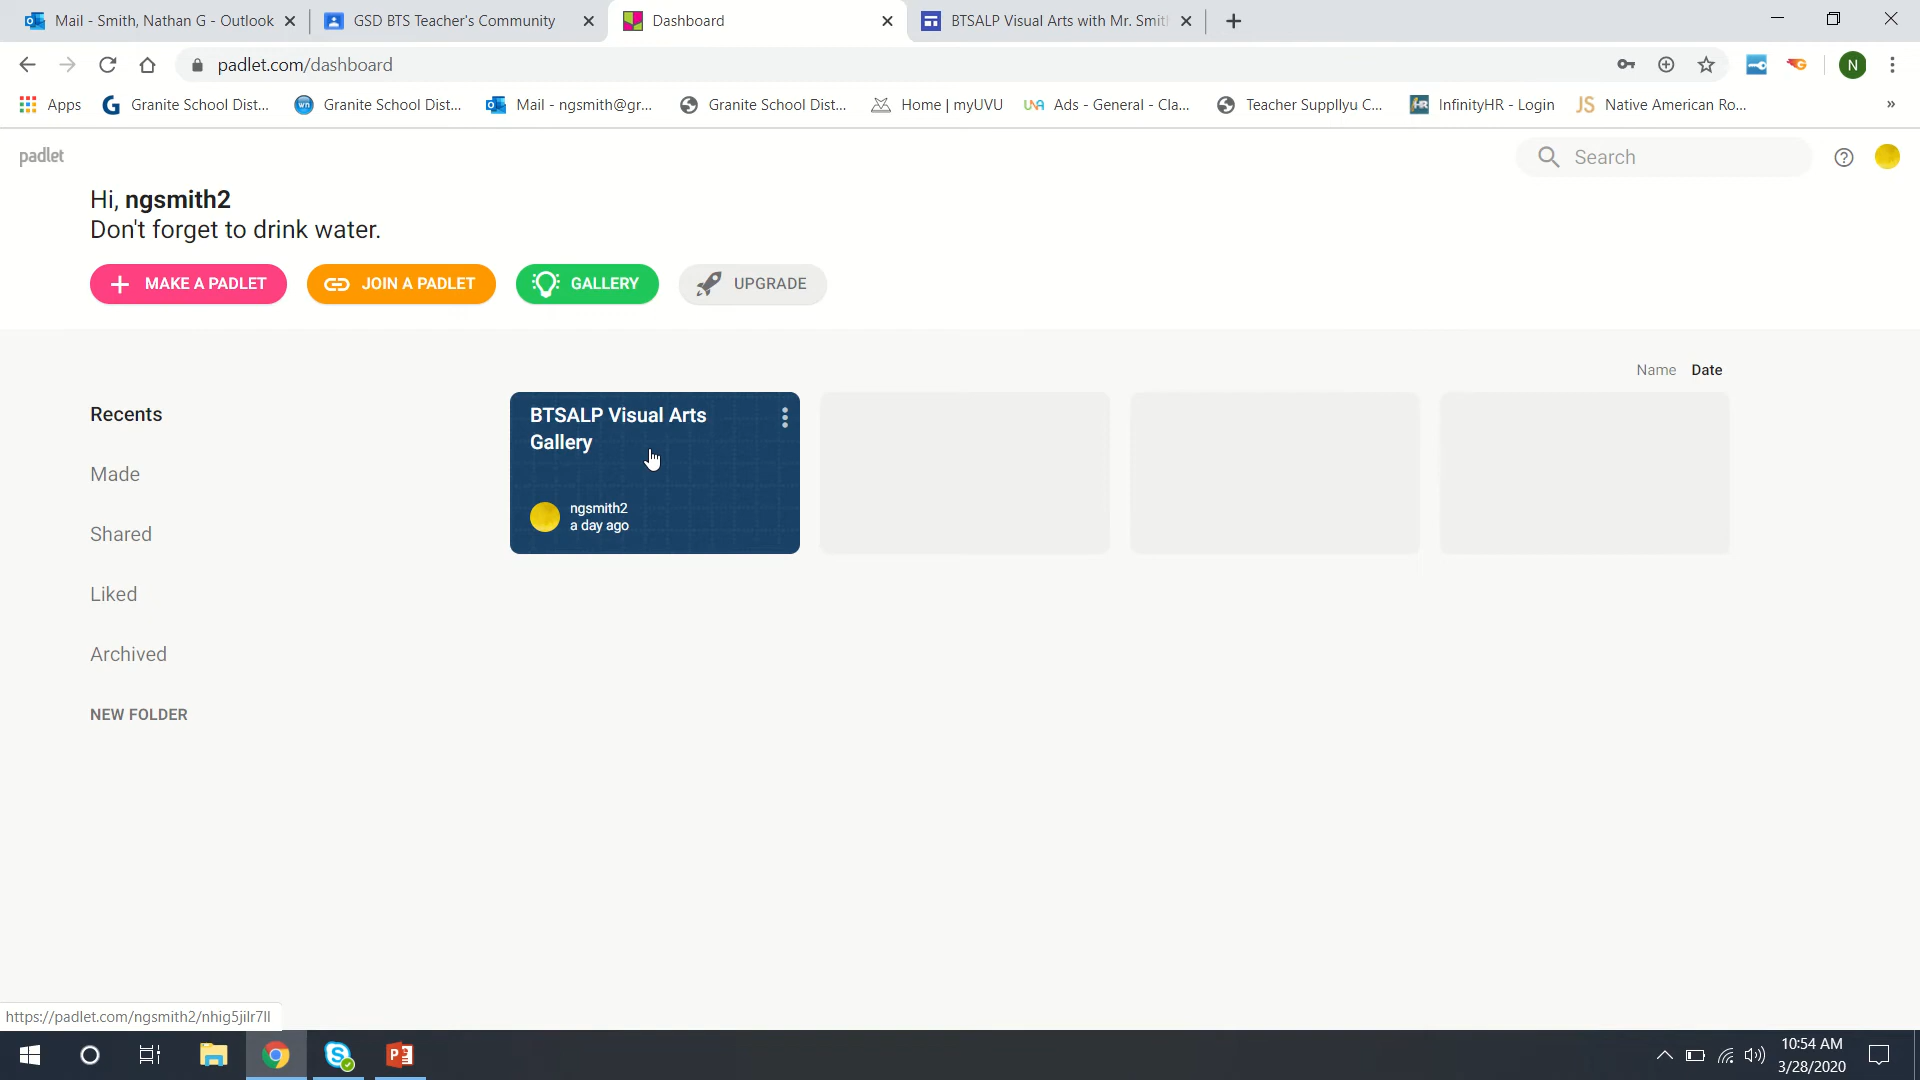 Mail - Smith, Nathan G - Outlook
GSD BTS Teacher's Community
Dashboard
BTSALP Visual Arts with Mr. Smit
padlet.com/dashboard
N
Apps
Granite School Dist...
Granite School Dist...
Mail - ngsmith@gr...
Granite School Dist...
Home | myUVU
Ads - General - Cla...
Teacher Suppllyu C...
InfinityHR - Login
JS Native American Ro...
»
padlet
Search
Hi, ngsmith2
Don't forget to drink water.
MAKE A PADLET
JOIN A PADLET
GALLERY
UPGRADE
Name Date
Recents
Made
Shared
Liked
Archived
NEW FOLDER
BTSALP Visual Arts
Gallery
ngsmith2
a day ago
https://padlet.com/ngsmith2/nhig5jilr7ll
10:54 AM
3/28/2020